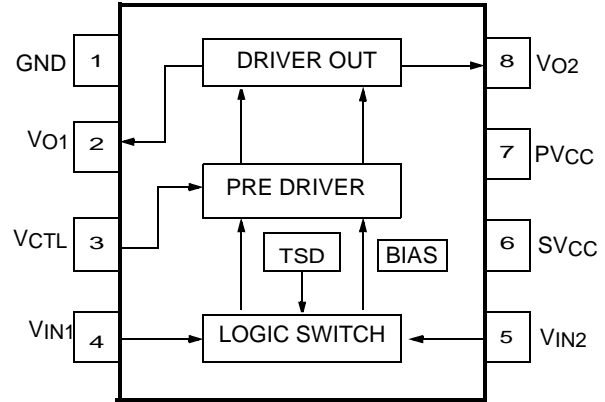 GND 1 DRIVER OUT 8 VO2
VO1 2 7 PVCC
PRE DRIVER
VCTL 3 6 SVCC
TSD BIAS
VIN1 4 LOGIC SWITCH 5 VIN2